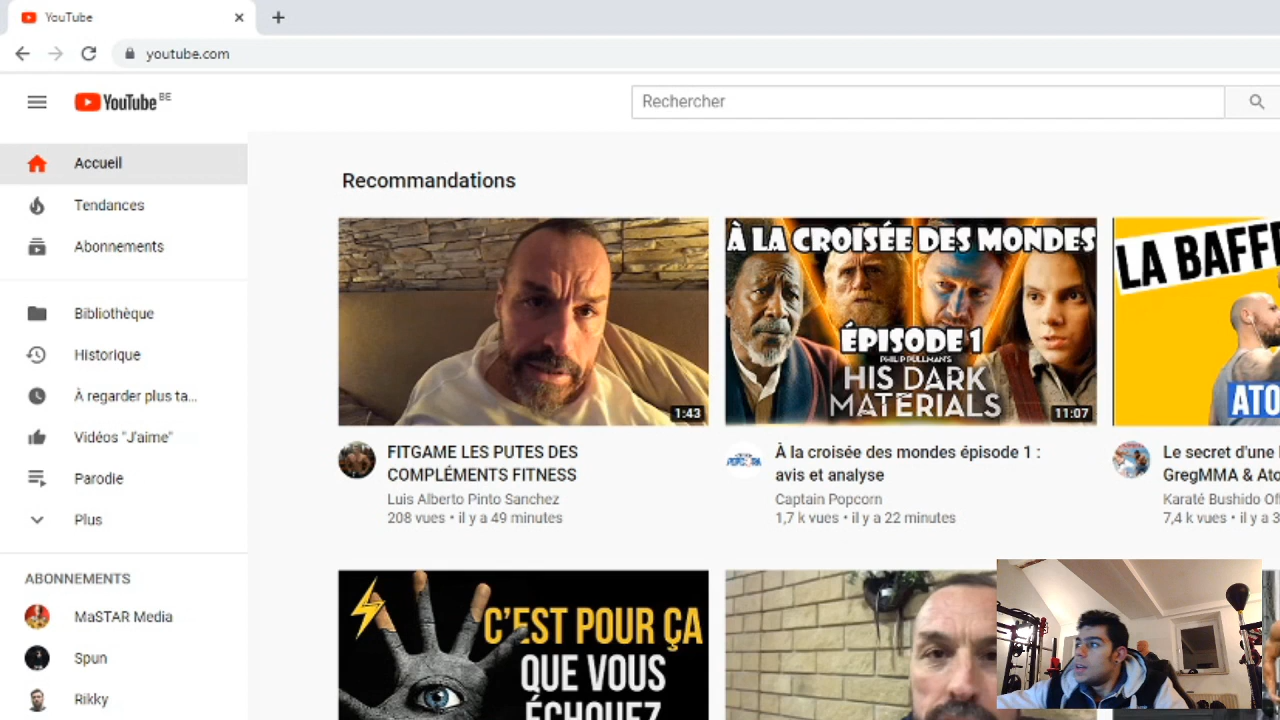 YouTube
youtube.com
YouTube BE
Rechercher
Accueil
Tendances
Abonnements
Bibliothèque
Historique
À regarder plus ta...
Vidéos "J'aime"
Parodie
Plus
ABONNEMENTS
MaSTAR Media
Spun
Rikky
Recommandations
1:43
FITGAME LES PUTES DES
COMPLÉMENTS FITNESS
Luis Alberto Pinto Sanchez
208 vues • il y a 49 minutes
À LA CROISÉE DES MONDES
ÉPISODE 1
PHILIP PULLMAN'S
HIS DARK
MATERIALS
11:07
À la croisée des mondes épisode 1 :
avis et analyse
Captain Popcorn
1,7 k vues • il y a 22 minutes
LA BAFFE
ATO
Le secret d'une
GregMMA & Ato
Karaté Bushido Of
7,4 k vues • il y a 3
C'EST POUR ÇA
QUE VOUS
ÉCHOUEZ